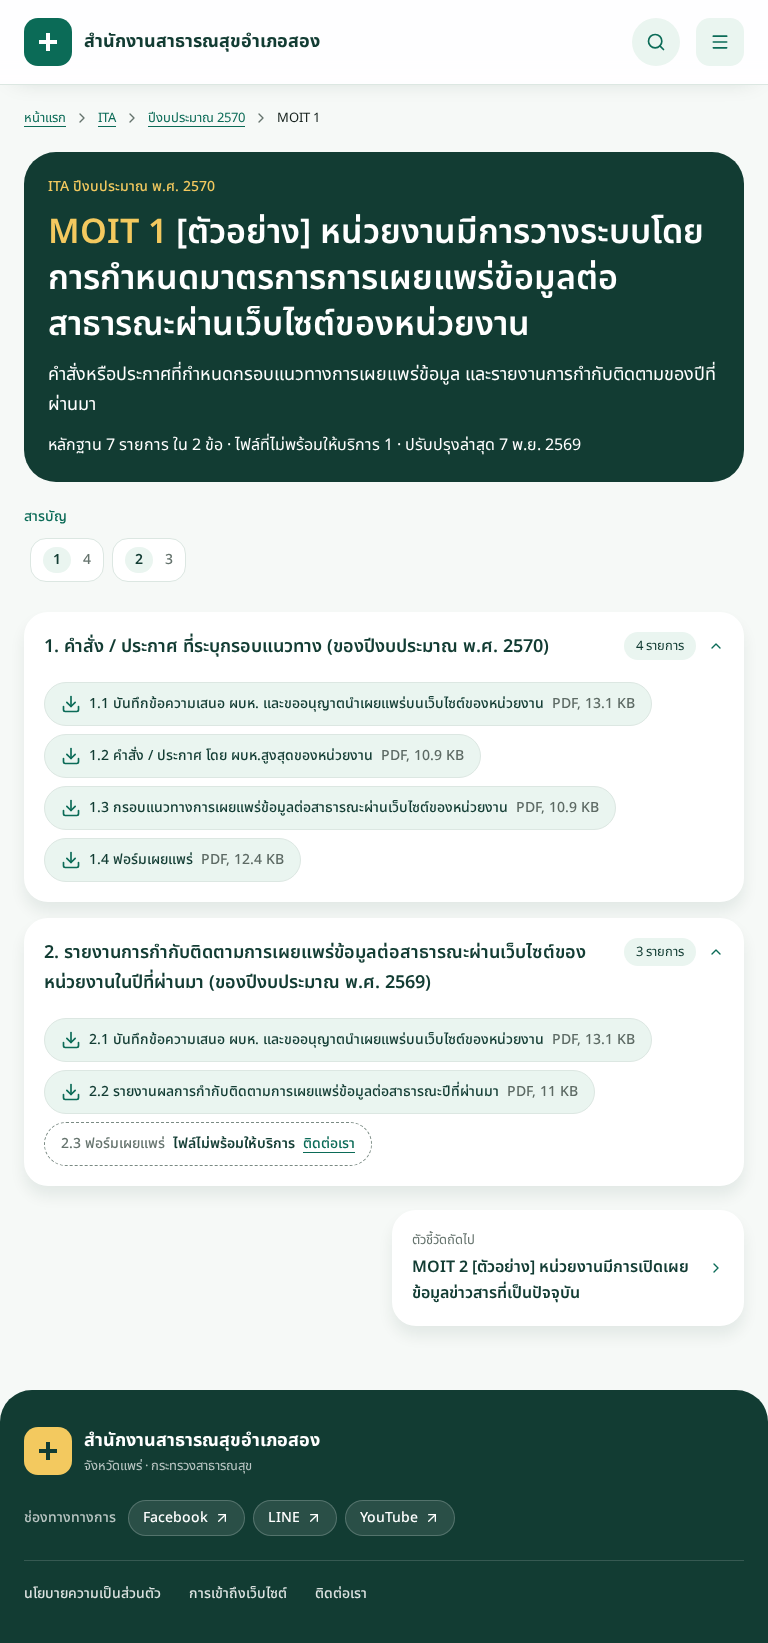 สำนักงานสาธารณสุขอำเภอสอง
หน้าแรก > ITA > ปีงบประมาณ 2570 > MOIT 1
ITA ปีงบประมาณ พ.ศ. 2570
MOIT 1 [ตัวอย่าง] หน่วยงานมีการวางระบบโดย
การกำหนดมาตรการการเผยแพร่ข้อมูลต่อ
สาธารณะผ่านเว็บไซต์ของหน่วยงาน
คำสั่งหรือประกาศที่กำหนดกรอบแนวทางการเผยแพร่ข้อมูล และรายงานการกำกับติดตามของปีที่
ผ่านมา
หลักฐาน 7 รายการ ใน 2 ข้อ · ไฟล์ที่ไม่พร้อมให้บริการ 1 · ปรับปรุงล่าสุด 7 พ.ย. 2569
สารบัญ
1 4 2 3
1. คำสั่ง / ประกาศ ที่ระบุกรอบแนวทาง (ของปีงบประมาณ พ.ศ. 2570) 4 รายการ
1.1 บันทึกข้อความเสนอ ผบห. และขออนุญาตนำเผยแพร่บนเว็บไซต์ของหน่วยงาน PDF, 13.1 KB
1.2 คำสั่ง / ประกาศ โดย ผบห.สูงสุดของหน่วยงาน PDF, 10.9 KB
1.3 กรอบแนวทางการเผยแพร่ข้อมูลต่อสาธารณะผ่านเว็บไซต์ของหน่วยงาน PDF, 10.9 KB
1.4 ฟอร์มเผยแพร่ PDF, 12.4 KB
2. รายงานการกำกับติดตามการเผยแพร่ข้อมูลต่อสาธารณะผ่านเว็บไซต์ของ 3 รายการ
หน่วยงานในปีที่ผ่านมา (ของปีงบประมาณ พ.ศ. 2569)
2.1 บันทึกข้อความเสนอ ผบห. และขออนุญาตนำเผยแพร่บนเว็บไซต์ของหน่วยงาน PDF, 13.1 KB
2.2 รายงานผลการกำกับติดตามการเผยแพร่ข้อมูลต่อสาธารณะปีที่ผ่านมา PDF, 11 KB
2.3 ฟอร์มเผยแพร่ ไฟล์ไม่พร้อมให้บริการ ติดต่อเรา
ตัวชี้วัดถัดไป
MOIT 2 [ตัวอย่าง] หน่วยงานมีการเปิดเผย
ข้อมูลข่าวสารที่เป็นปัจจุบัน
สำนักงานสาธารณสุขอำเภอสอง
จังหวัดแพร่ · กระทรวงสาธารณสุข
ช่องทางทางการ Facebook LINE YouTube
นโยบายความเป็นส่วนตัว การเข้าถึงเว็บไซต์ ติดต่อเรา